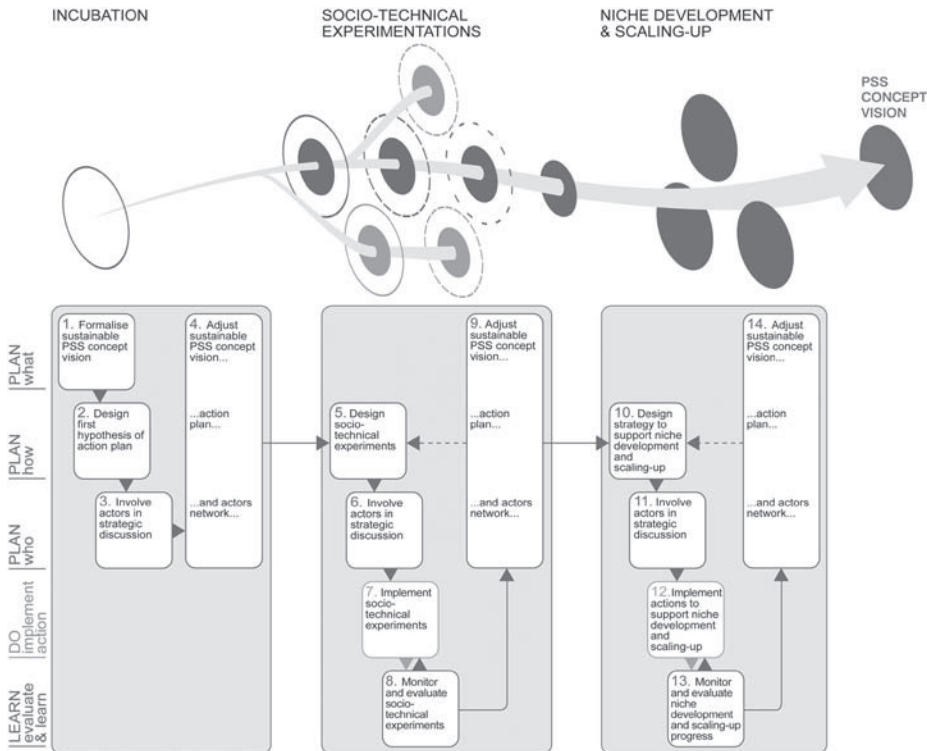 INCUBATION
SOCIO-TECHNICAL
EXPERIMENTATIONS
NICHE DEVELOPMENT
& SCALING-UP
PSS
CONCEPT
VISION
PLAN
what
PLAN
how
PLAN
who
DO
implement
action
LEARN
evaluate
& learn
1. Formalise
sustainable
PSS concept
vision
2. Design
first
hypothesis of
action plan
3. Involve
actors in
strategic
discussion
4. Adjust
sustainable
PSS concept
vision...
...action
plan...
...and actors
network...
5. Design
socio-
technical
experiments
6. Involve
actors in
strategic
discussion
7. Implement
socio-
technical
experiments
8. Monitor
and evaluate
socio-
technical
experiments
9. Adjust
sustainable
PSS concept
vision...
...action
plan...
...and actors
network...
10. Design
strategy to
support niche
development
and
scaling-up
11. Involve
actors in
strategic
discussion
12. Implement
actions to
support niche
development
and
scaling-up
13. Monitor
and evaluate
niche
development
and scaling-up
progress
14. Adjust
sustainable
PSS concept
vision...
...action
plan...
...and actors
network...